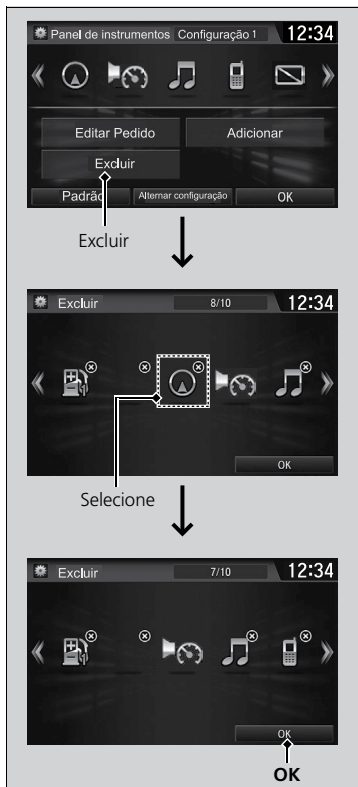 Panel de instrumentos Configuração 1 12:34
Editar Pedido Adicionar
Excluir
Padrão Alternar configuração OK
Excluir
Excluir 8/10 12:34
OK
Selecione
Excluir 7/10 12:34
OK
OK